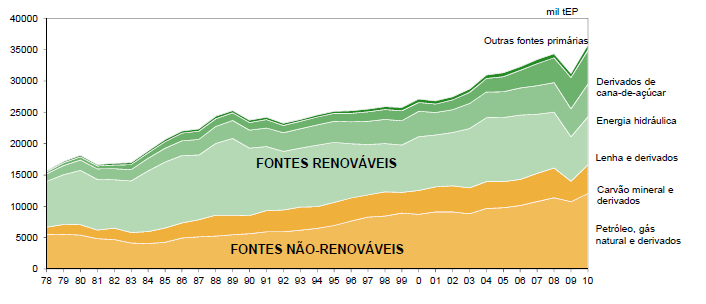 mil tEP
40000
35000
30000
25000
20000
15000
10000
5000
0
Outras fontes primárias
Derivados de
cana-de-açúcar
Energia hidráulica
Lenha e derivados
Carvão mineral e
derivados
Petróleo, gás
natural e derivados
FONTES RENOVÁVEIS
FONTES NÃO-RENOVÁVEIS
78 79 80 81 82 83 84 85 86 87 88 89 90 91 92 93 94 95 96 97 98 99 0 01 02 03 04 05 06 07 08 09 10